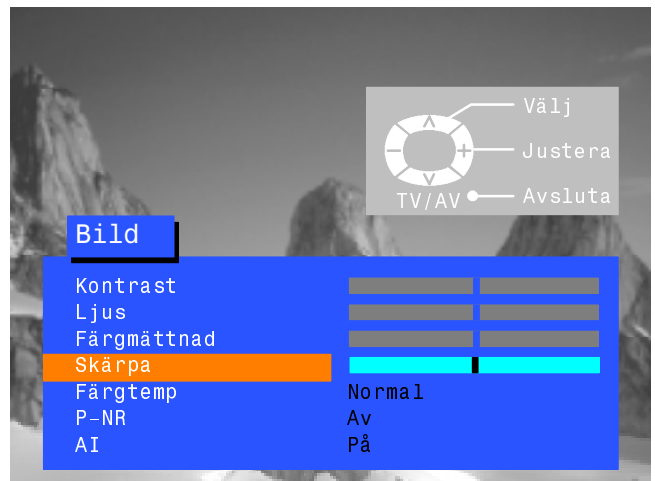 Välj
Justera
TV/AV Avsluta
Bild
Kontrast
Ljus
Färgmättnad
Skärpa
Färgtemp Normal
P-NR Av
AI På